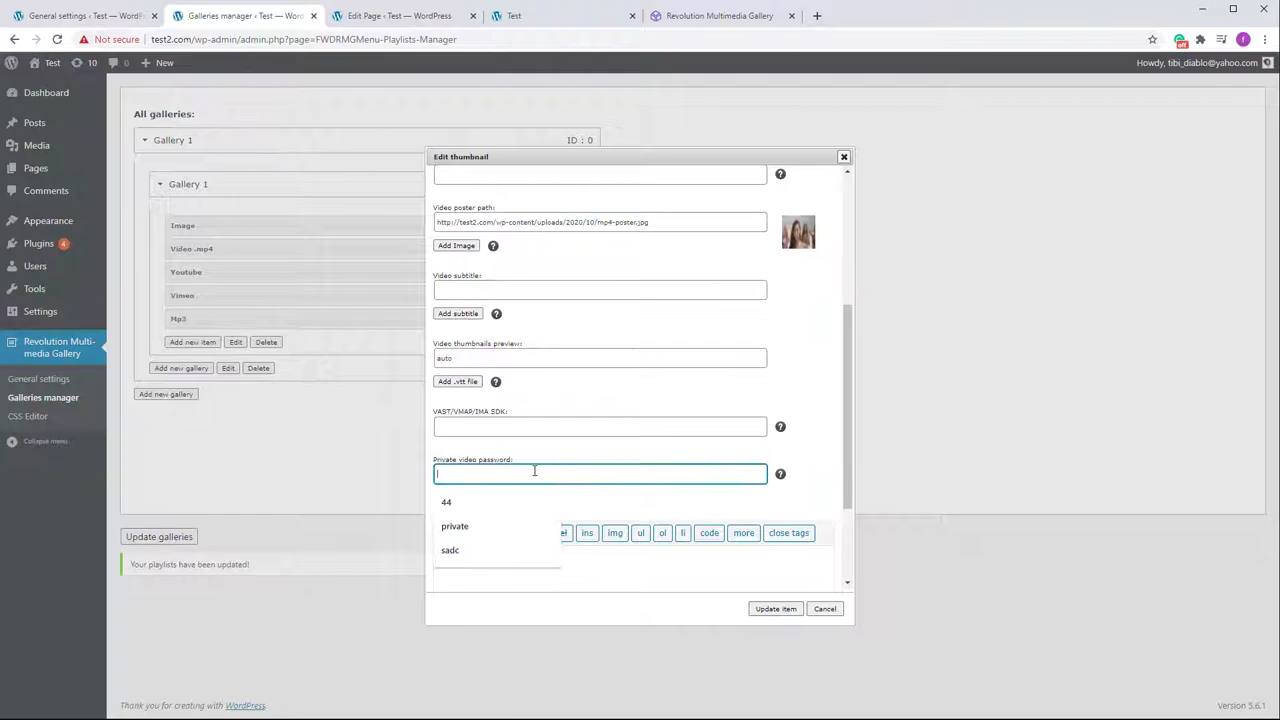 General settings ‹ Test — WordPr
Galleries manager ‹ Test — Word
Edit Page ‹ Test — WordPress
Test
Revolution Multimedia Gallery
Not secure
test2.com/wp-admin/admin.php?page=FWDRMGMenu-Playlists-Manager
off
f
Test
10
0
New
Howdy, tibi_diablo@yahoo.com
Dashboard
Posts
Media
Pages
Comments
Appearance
Plugins 4
Users
Tools
Settings
Revolution Multi-
media Gallery
General settings
Galleries manager
CSS Editor
Collapse menu
All galleries:
Gallery 1
ID : 0
Gallery 1
Image
Video .mp4
Youtube
Vimeo
Mp3
Add new item
Edit
Delete
Add new gallery
Edit
Delete
Add new gallery
Update galleries
Your playlists have been updated!
Edit thumbnail
?
Video poster path:
http://test2.com/wp-content/uploads/2020/10/mp4-poster.jpg
Add Image
?
Video subtitle:
Add subtitle
?
Video thumbnails preview:
auto
Add .vtt file
?
VAST/VMAP/IMA SDK:
?
Private video password:
?
44
private
sadc
ins
img
ul
ol
li
code
more
close tags
Update item
Cancel
Thank you for creating with WordPress.
Version 5.6.1